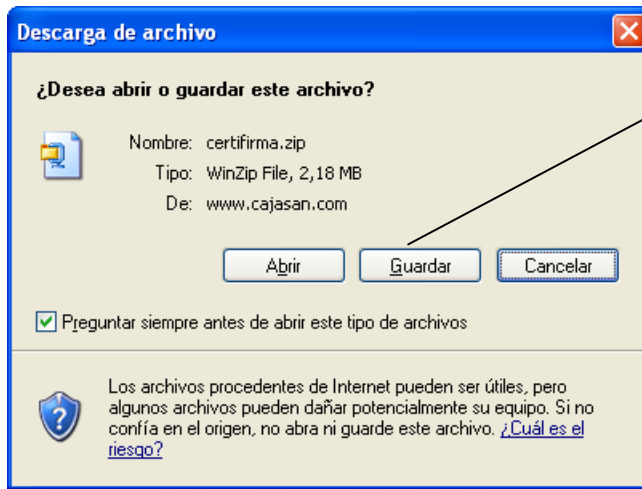 Descarga de archivo
¿Desea abrir o guardar este archivo?
Nombre: certifirma.zip
Tipo: WinZip File, 2,18 MB
De: www.cajasan.com
Abrir Guardar Cancelar
Preguntar siempre antes de abrir este tipo de archivos
Los archivos procedentes de Internet pueden ser útiles, pero
algunos archivos pueden dañar potencialmente su equipo. Si no
confía en el origen, no abra ni guarde este archivo. ¿Cuál es el
riesgo?